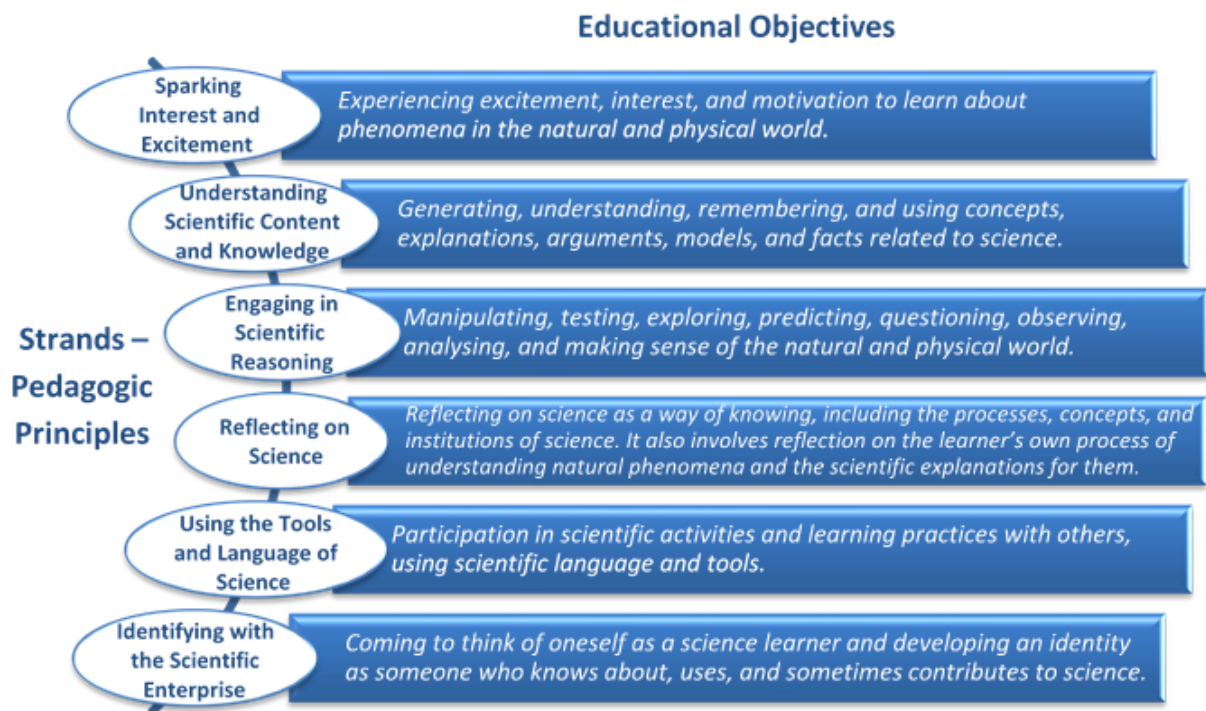 Educational Objectives
Sparking
Interest and
Excitement
Experiencing excitement, interest, and motivation to learn about
phenomena in the natural and physical world.
Understanding
Scientific Content
and Knowledge
Generating, understanding, remembering, and using concepts,
explanations, arguments, models, and facts related to science.
Strands –
Pedagogic
Principles
Engaging in
Scientific
Reasoning
Manipulating, testing, exploring, predicting, questioning, observing,
analysing, and making sense of the natural and physical world.
Reflecting on
Science
Reflecting on science as a way of knowing, including the processes, concepts, and
institutions of science. It also involves reflection on the learner's own process of
understanding natural phenomena and the scientific explanations for them.
Using the Tools
and Language of
Science
Participation in scientific activities and learning practices with others,
using scientific language and tools.
Identifying with
the Scientific
Enterprise
Coming to think of oneself as a science learner and developing an identity
as someone who knows about, uses, and sometimes contributes to science.